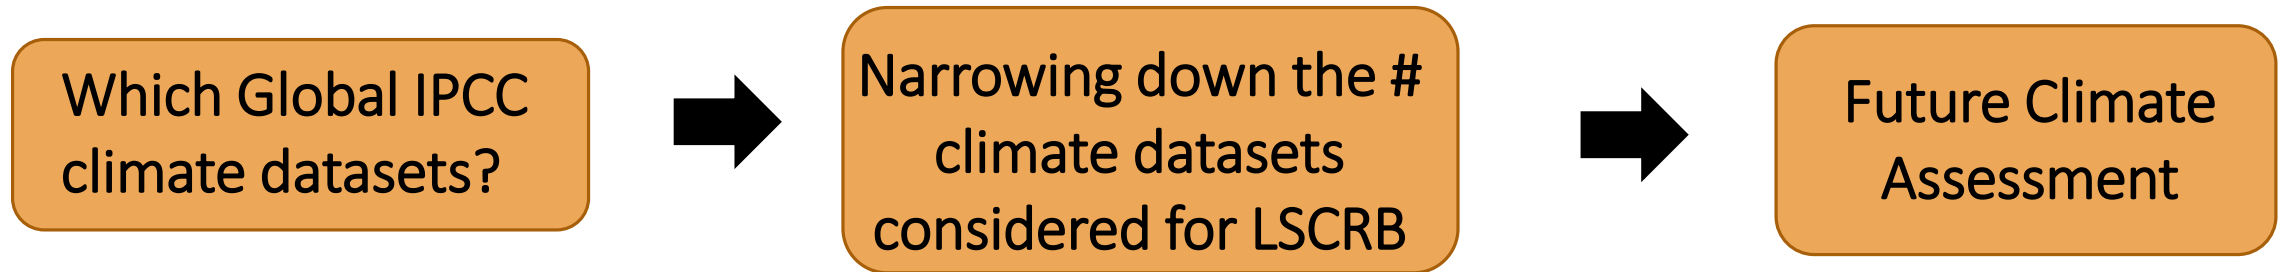 Which Global IPCC
climate datasets?
Narrowing down the #
climate datasets
considered for LSCRB
Future Climate
Assessment